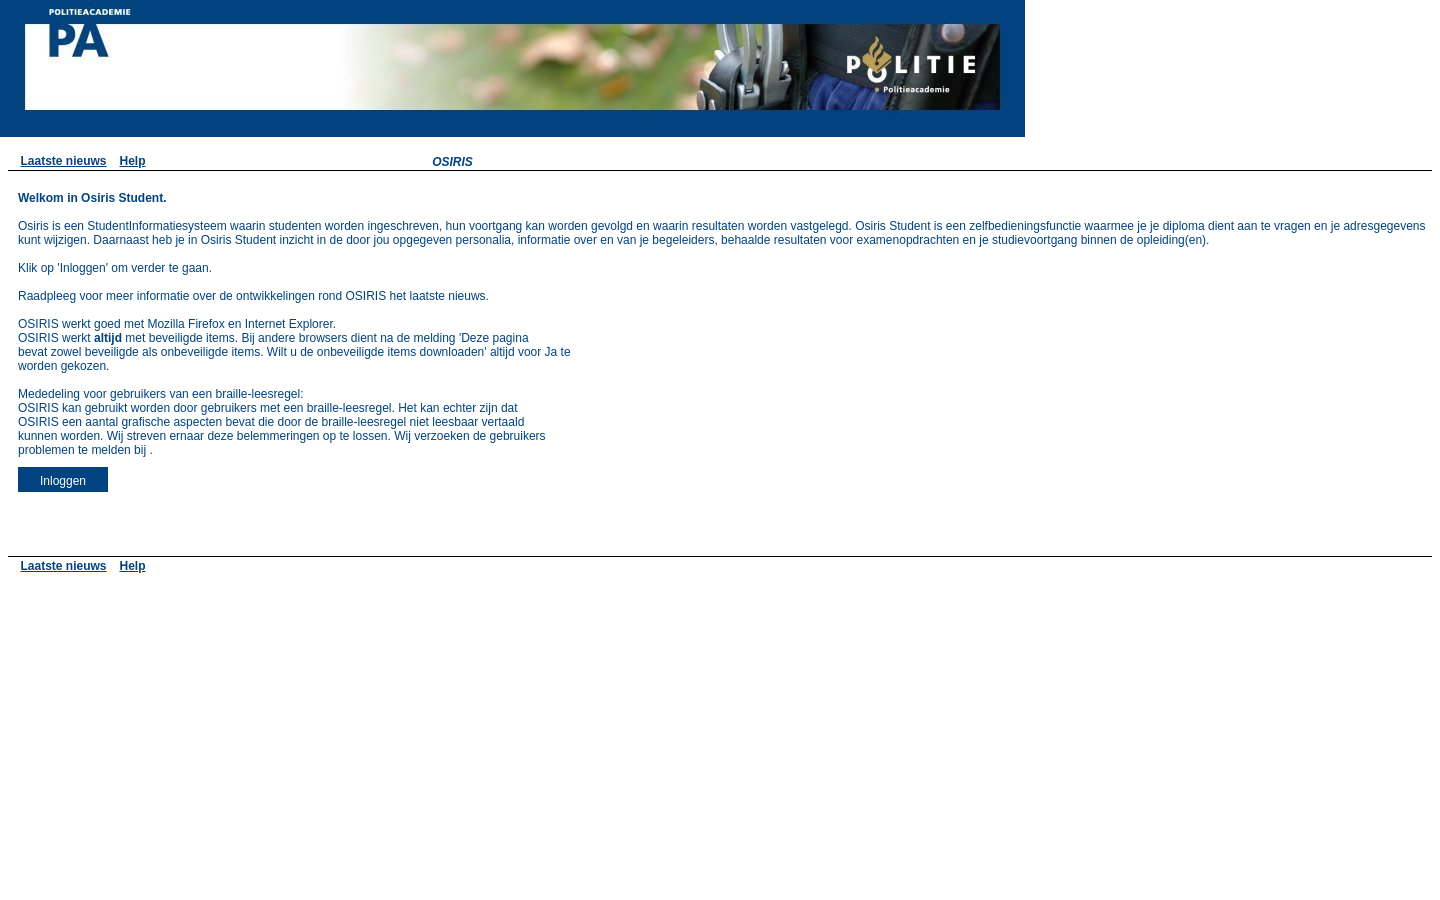 POLITIEACADEMIE
PA
POLITIE
Politieacademie
Laatste nieuws Help OSIRIS
Welkom in Osiris Student.
Osiris is een StudentInformatiesysteem waarin studenten worden ingeschreven, hun voortgang kan worden gevolgd en waarin resultaten worden vastgelegd. Osiris Student is een zelfbedieningsfunctie waarmee je je diploma dient aan te vragen en je adresgegevens
kunt wijzigen. Daarnaast heb je in Osiris Student inzicht in de door jou opgegeven personalia, informatie over en van je begeleiders, behaalde resultaten voor examenopdrachten en je studievoortgang binnen de opleiding(en).
Klik op 'Inloggen' om verder te gaan.
Raadpleeg voor meer informatie over de ontwikkelingen rond OSIRIS het laatste nieuws.
OSIRIS werkt goed met Mozilla Firefox en Internet Explorer.
OSIRIS werkt altijd met beveiligde items. Bij andere browsers dient na de melding 'Deze pagina
bevat zowel beveiligde als onbeveiligde items. Wilt u de onbeveiligde items downloaden' altijd voor Ja te
worden gekozen.
Mededeling voor gebruikers van een braille-leesregel:
OSIRIS kan gebruikt worden door gebruikers met een braille-leesregel. Het kan echter zijn dat
OSIRIS een aantal grafische aspecten bevat die door de braille-leesregel niet leesbaar vertaald
kunnen worden. Wij streven ernaar deze belemmeringen op te lossen. Wij verzoeken de gebruikers
problemen te melden bij .
Inloggen
Laatste nieuws Help